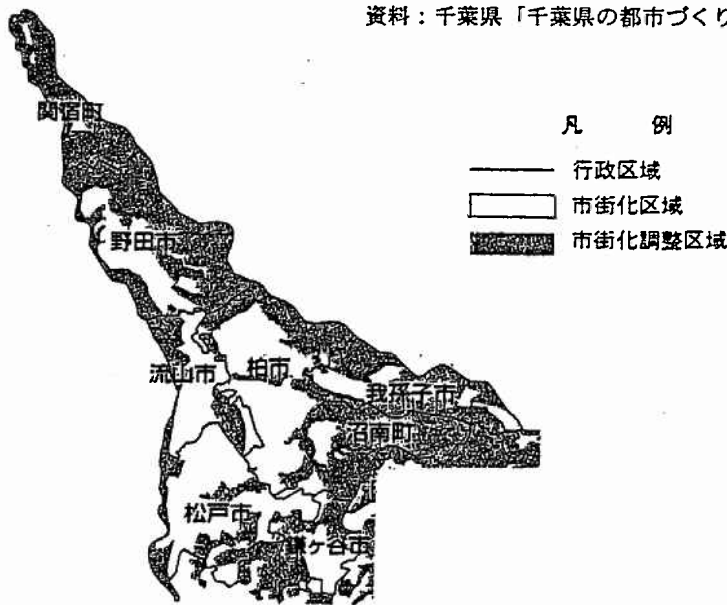 資料：千葉県「千葉県の都市づくり
関宿町
凡　例
行政区域
市街化区域
市街化調整区域
野田市
流山市
柏市
我孫子市
沼南町
松戸市
鎌ヶ谷市